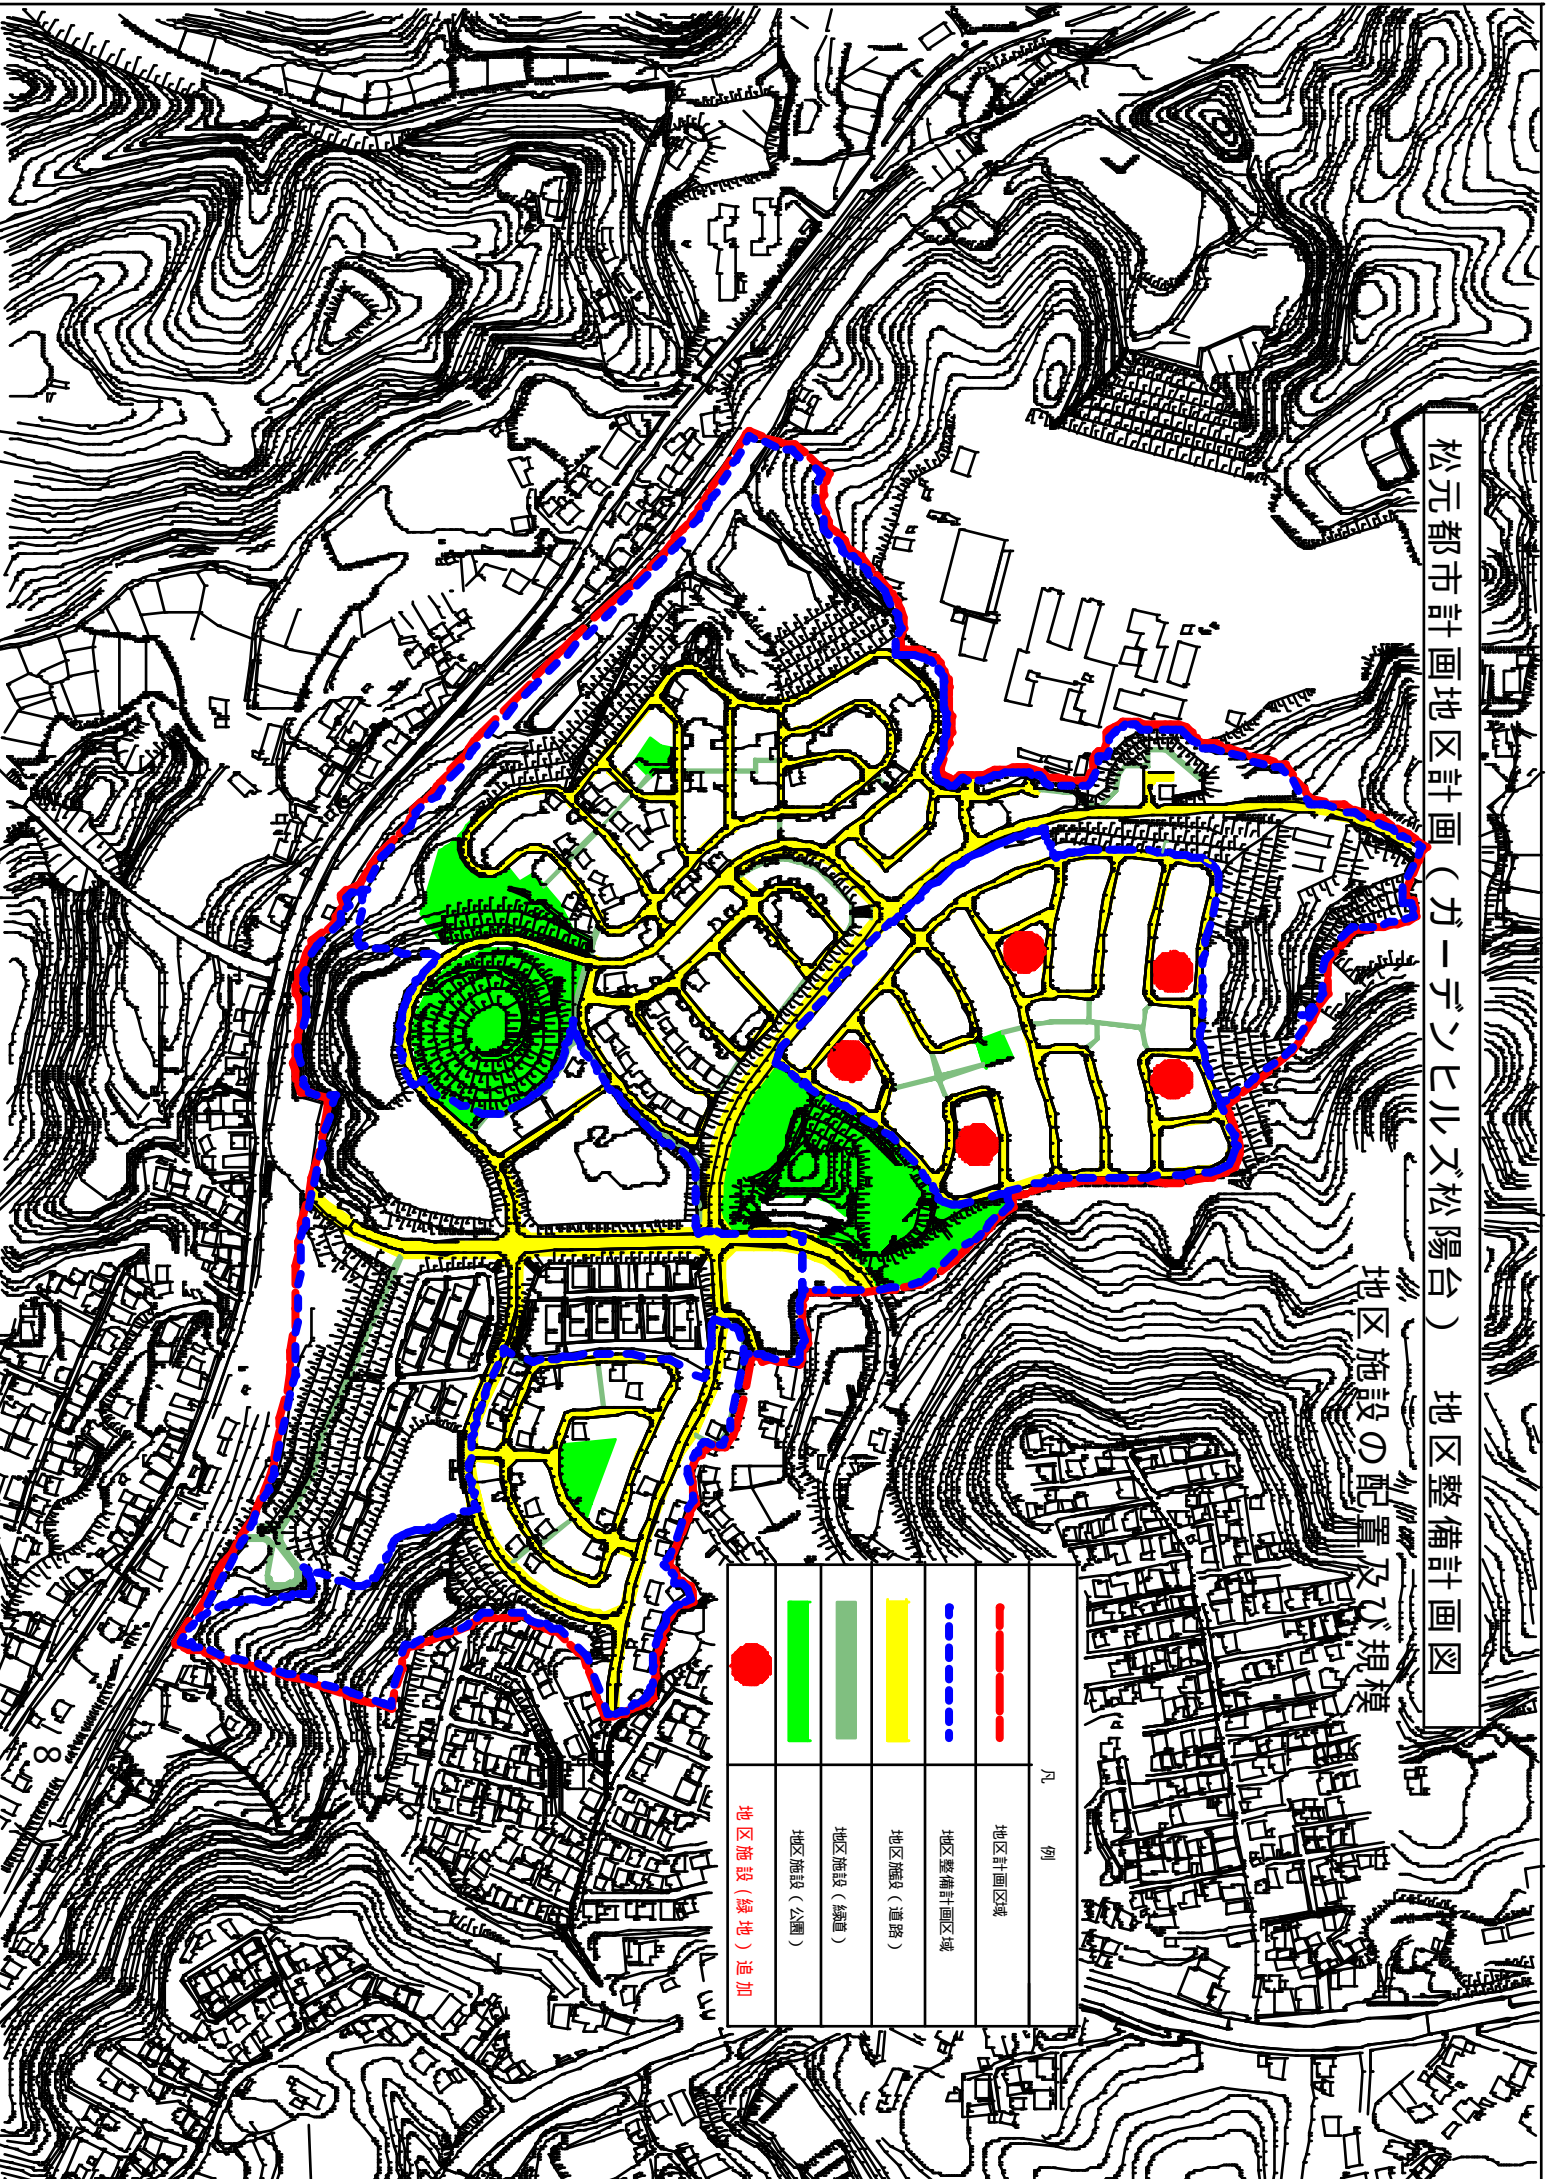 松元都市計画地区計画（ガーデンヒルズ松陽台） 地区整備計画図
地区施設の配置及び規模
凡 例
地区計画区域
地区整備計画区域
地区施設（道路）
地区施設（緑道）
地区施設（公園）
地区施設（緑地）追加
8